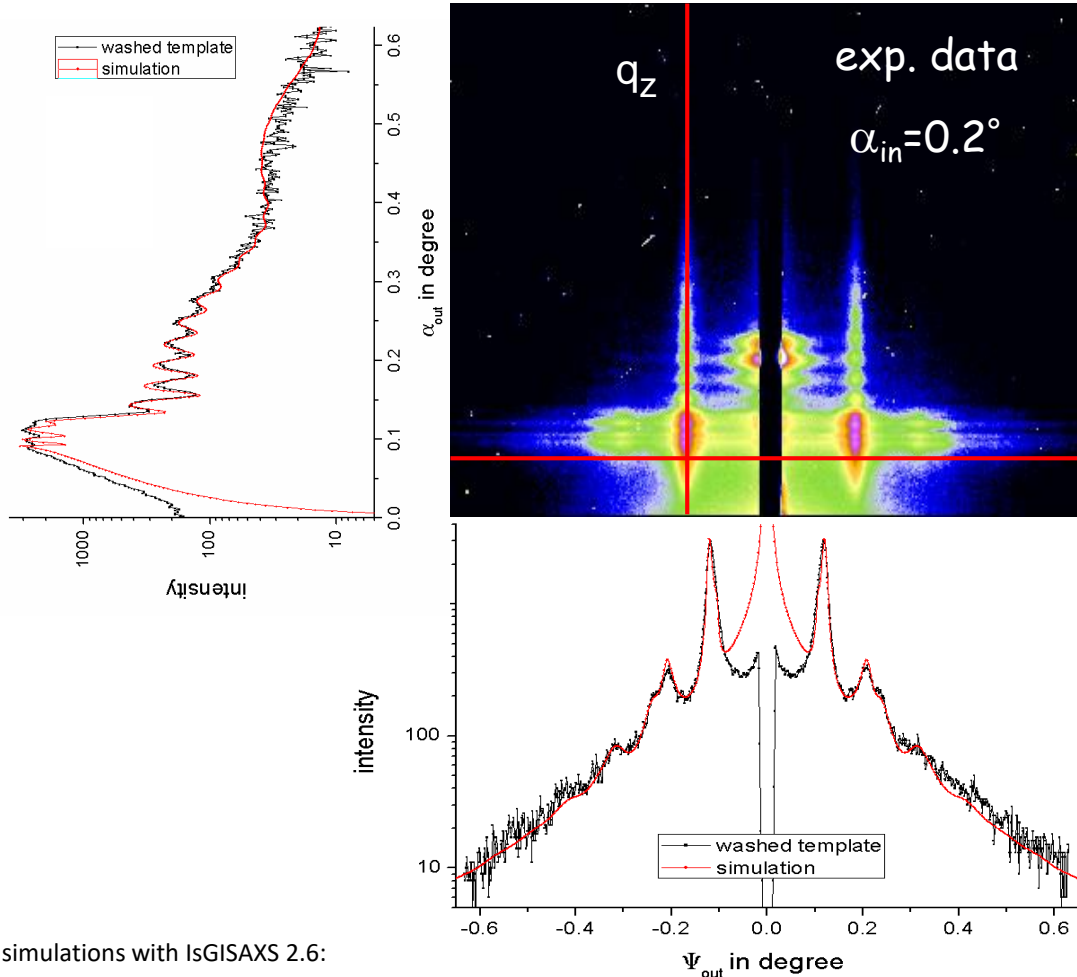 washed template
simulation
0.6
0.5
0.4
0.3
0.2
0.1
0.0
α_out in degree
1000
100
10
intensity
q_z
exp. data
α_in=0.2°
intensity
100
10
washed template
simulation
-0.6
-0.4
-0.2
0.0
0.2
0.4
0.6
Ψ_out in degree
simulations with IsGISAXS 2.6: